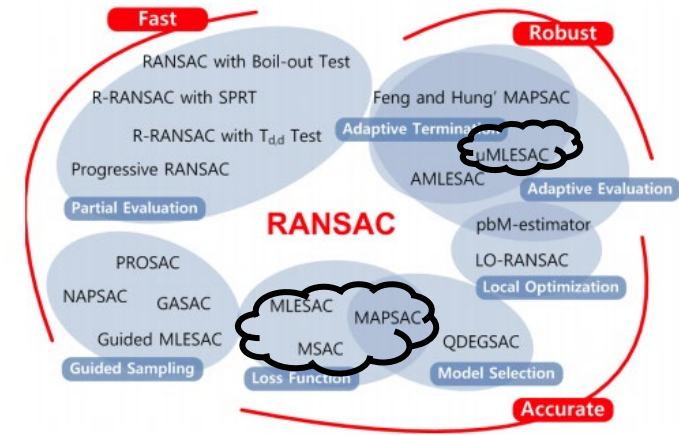 Fast
Robust
RANSAC with Boil-out Test
R-RANSAC with SPRT
R-RANSAC with Td,d Test
Progressive RANSAC
Partial Evaluation
Feng and Hung' MAPSAC
Adaptive Termination
uMLESAC
AMLESAC
Adaptive Evaluation
RANSAC
pbM-estimator
LO-RANSAC
Local Optimization
PROSAC
NAPSAC
GASAC
Guided MLESAC
Guided Sampling
MLESAC
MAPSAC
MSAC
Loss Function
QDEGSAC
Model Selection
Accurate